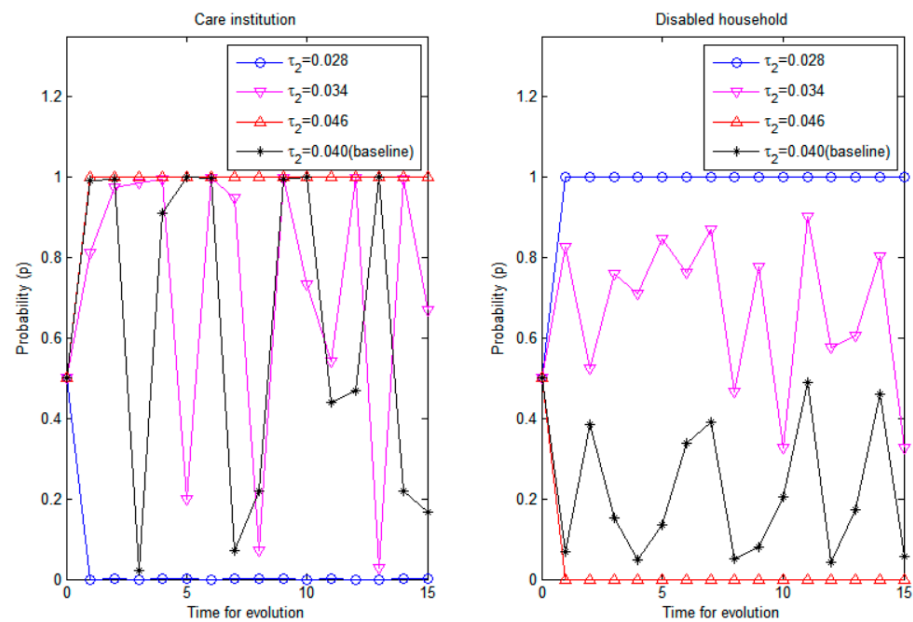 Care institution
τ2=0.028
τ2=0.034
τ2=0.046
τ2=0.040(baseline)
1.2
1
0.8
0.6
0.4
0.2
0
Probability (p)
0 5 10 15
Time for evolution
Disabled household
τ2=0.028
τ2=0.034
τ2=0.046
τ2=0.040(baseline)
1.2
1
0.8
0.6
0.4
0.2
0
Probability (p)
0 5 10 15
Time for evolution